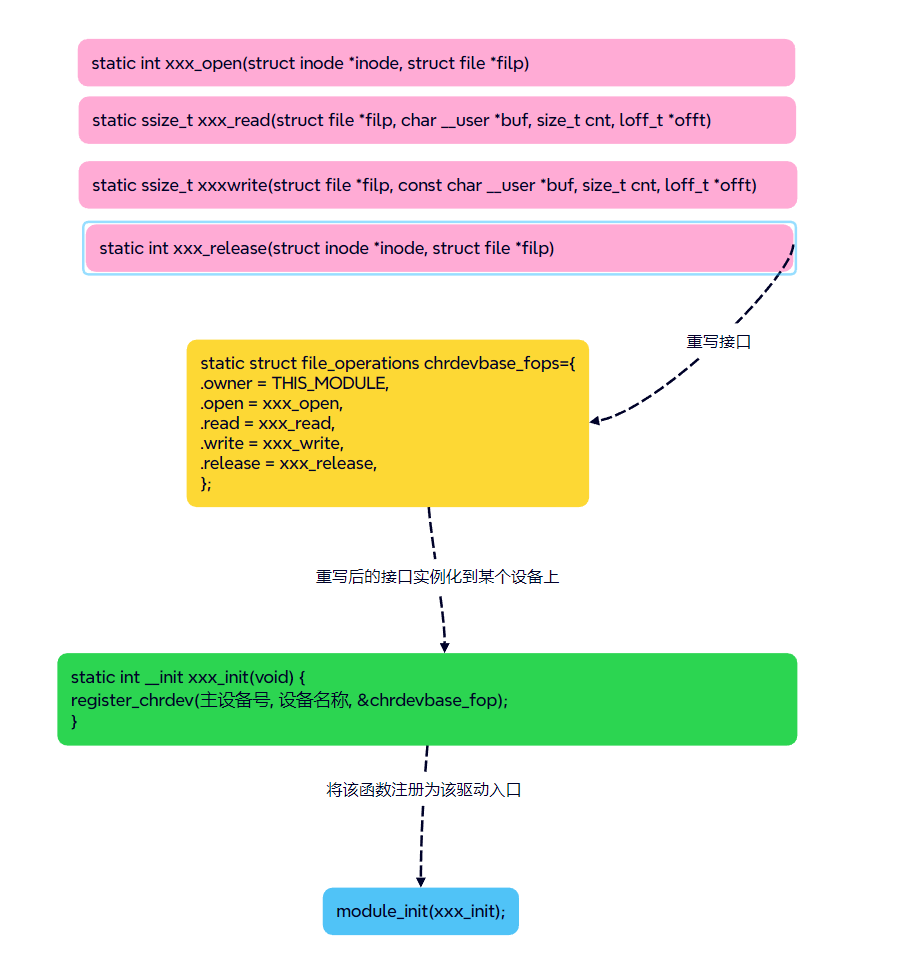 static int xxx_open(struct inode *inode, struct file *filp)
static ssize_t xxx_read(struct file *filp, char __user *buf, size_t cnt, loff_t *offt)
static ssize_t xxxwrite(struct file *filp, const char __user *buf, size_t cnt, loff_t *offt)
static int xxx_release(struct inode *inode, struct file *filp)
重写接口
static struct file_operations chrdevbase_fops={
.owner = THIS_MODULE,
.open = xxx_open,
.read = xxx_read,
.write = xxx_write,
.release = xxx_release,
};
重写后的接口实例化到某个设备上
static int __init xxx_init(void) {
register_chrdev(主设备号, 设备名称, &chrdevbase_fop);
}
将该函数注册为该驱动入口
module_init(xxx_init);